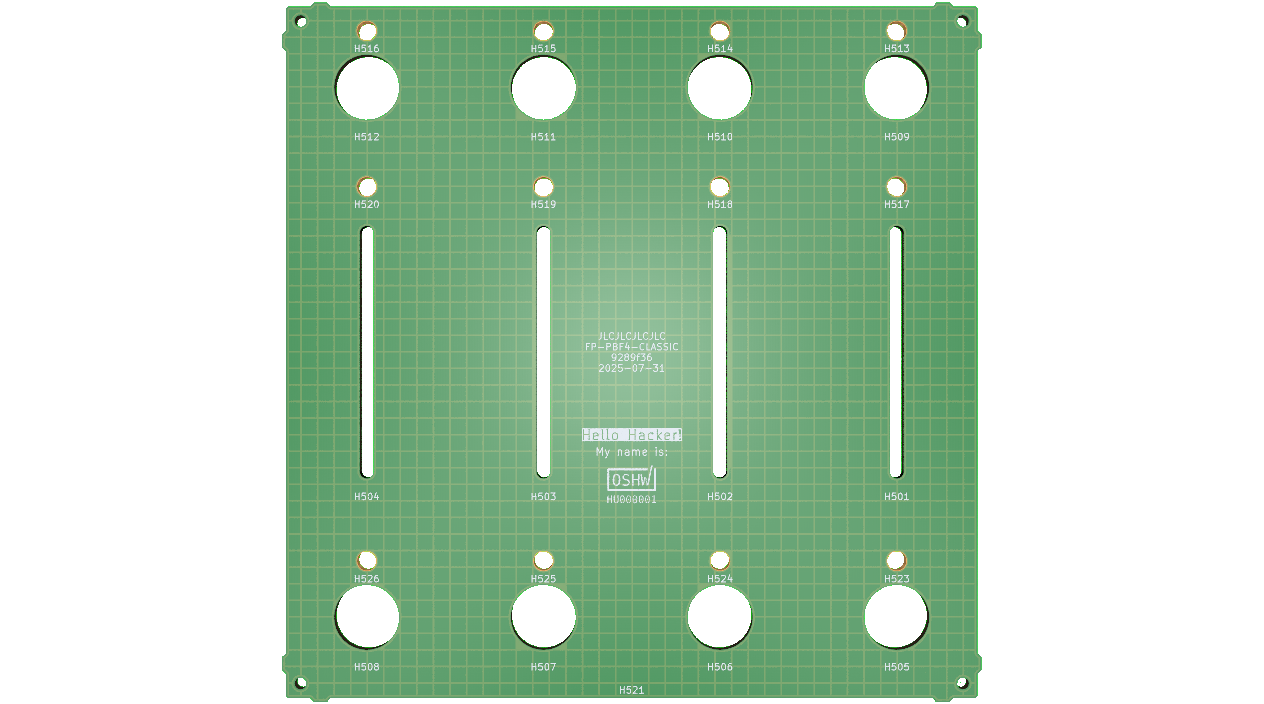 H516 H515 H514 H513
H512 H511 H510 H509
H520 H519 H518 H517
JLCJLCJLCJLC
FP-PBF4-CLASSIC
9289f36
2025-07-31
Hello Hacker!
My name is:
OSHW
H504 H503 HU000001 H502 H501
H526 H525 H524 H523
H508 H507 H506 H505
H521